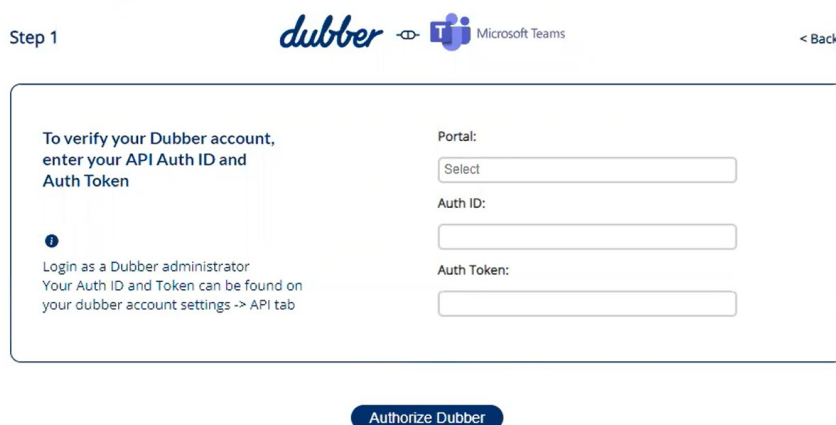 Step 1
dubber
Microsoft Teams
< Back
To verify your Dubber account,
enter your API Auth ID and
Auth Token
Login as a Dubber administrator
Your Auth ID and Token can be found on
your dubber account settings -> API tab
Portal:
Select
Auth ID:
Auth Token:
Authorize Dubber